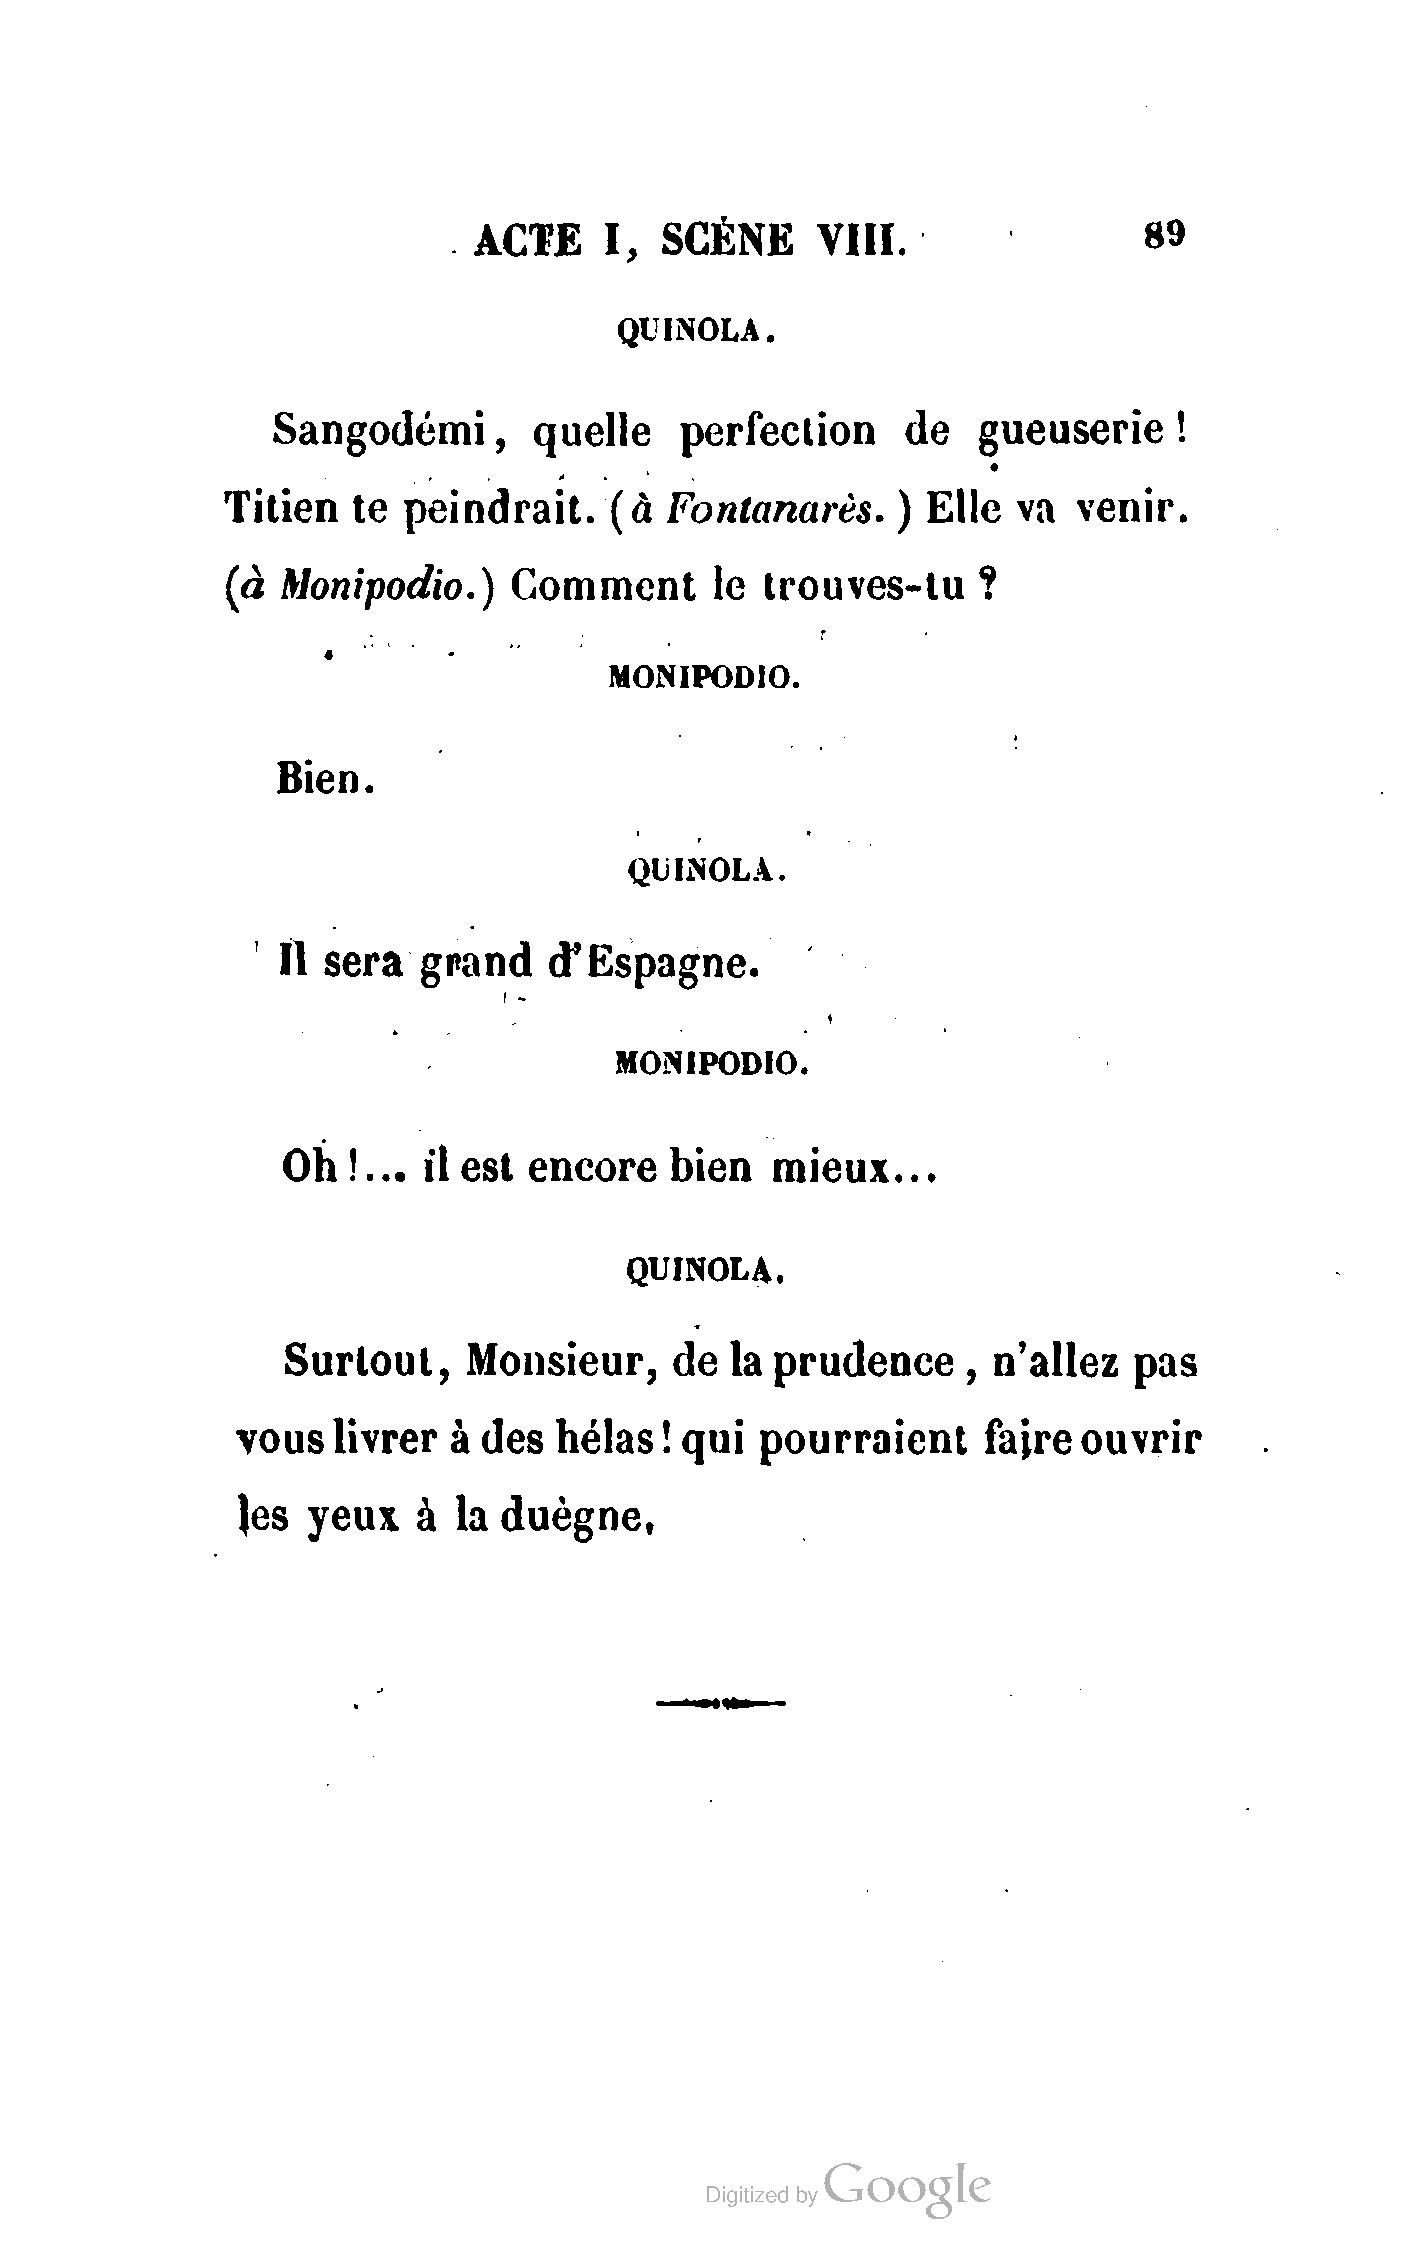 ACTE I, SCÈNE VIII. 89
QUINOLA.
Sangodémi, quelle perfection de gueuserie !
Titien te peindrait. (à Fontanarès.) Elle va venir.
(à Monipodio.) Comment le trouves-tu ?
MONIPODIO.
Bien.
QUINOLA.
Il sera grand d'Espagne.
MONIPODIO.
Oh !... il est encore bien mieux...
QUINOLA.
Surtout, Monsieur, de la prudence, n'allez pas
vous livrer à des hélas ! qui pourraient faire ouvrir
les yeux à la duègne.
Digitized by Google